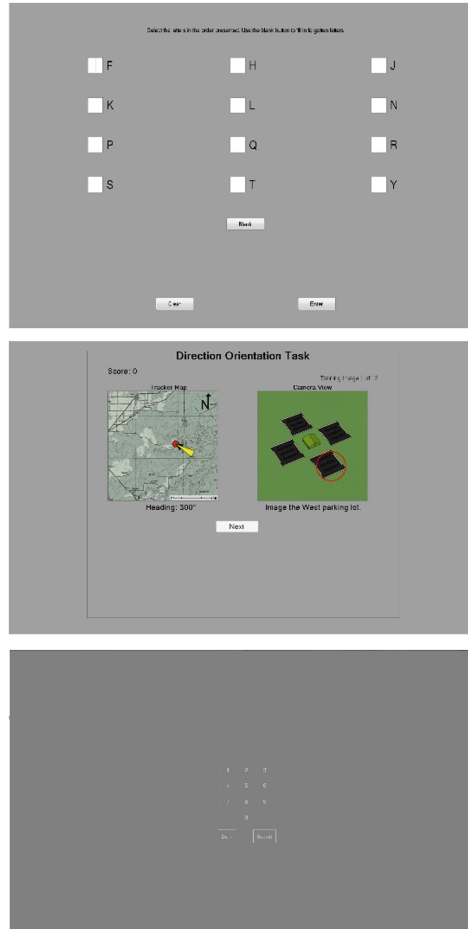 Select the letters in the order presented. Use the blank button to fill in forgotten letters.
F H J
K L N
P Q R
S T Y
Blank
Clear Enter
Direction Orientation Task
Score: 0
Tracker Map Camera View
N
Heading: 300° Image the West parking lot.
Next
1 2 3
4 5 6
7 8 9
0